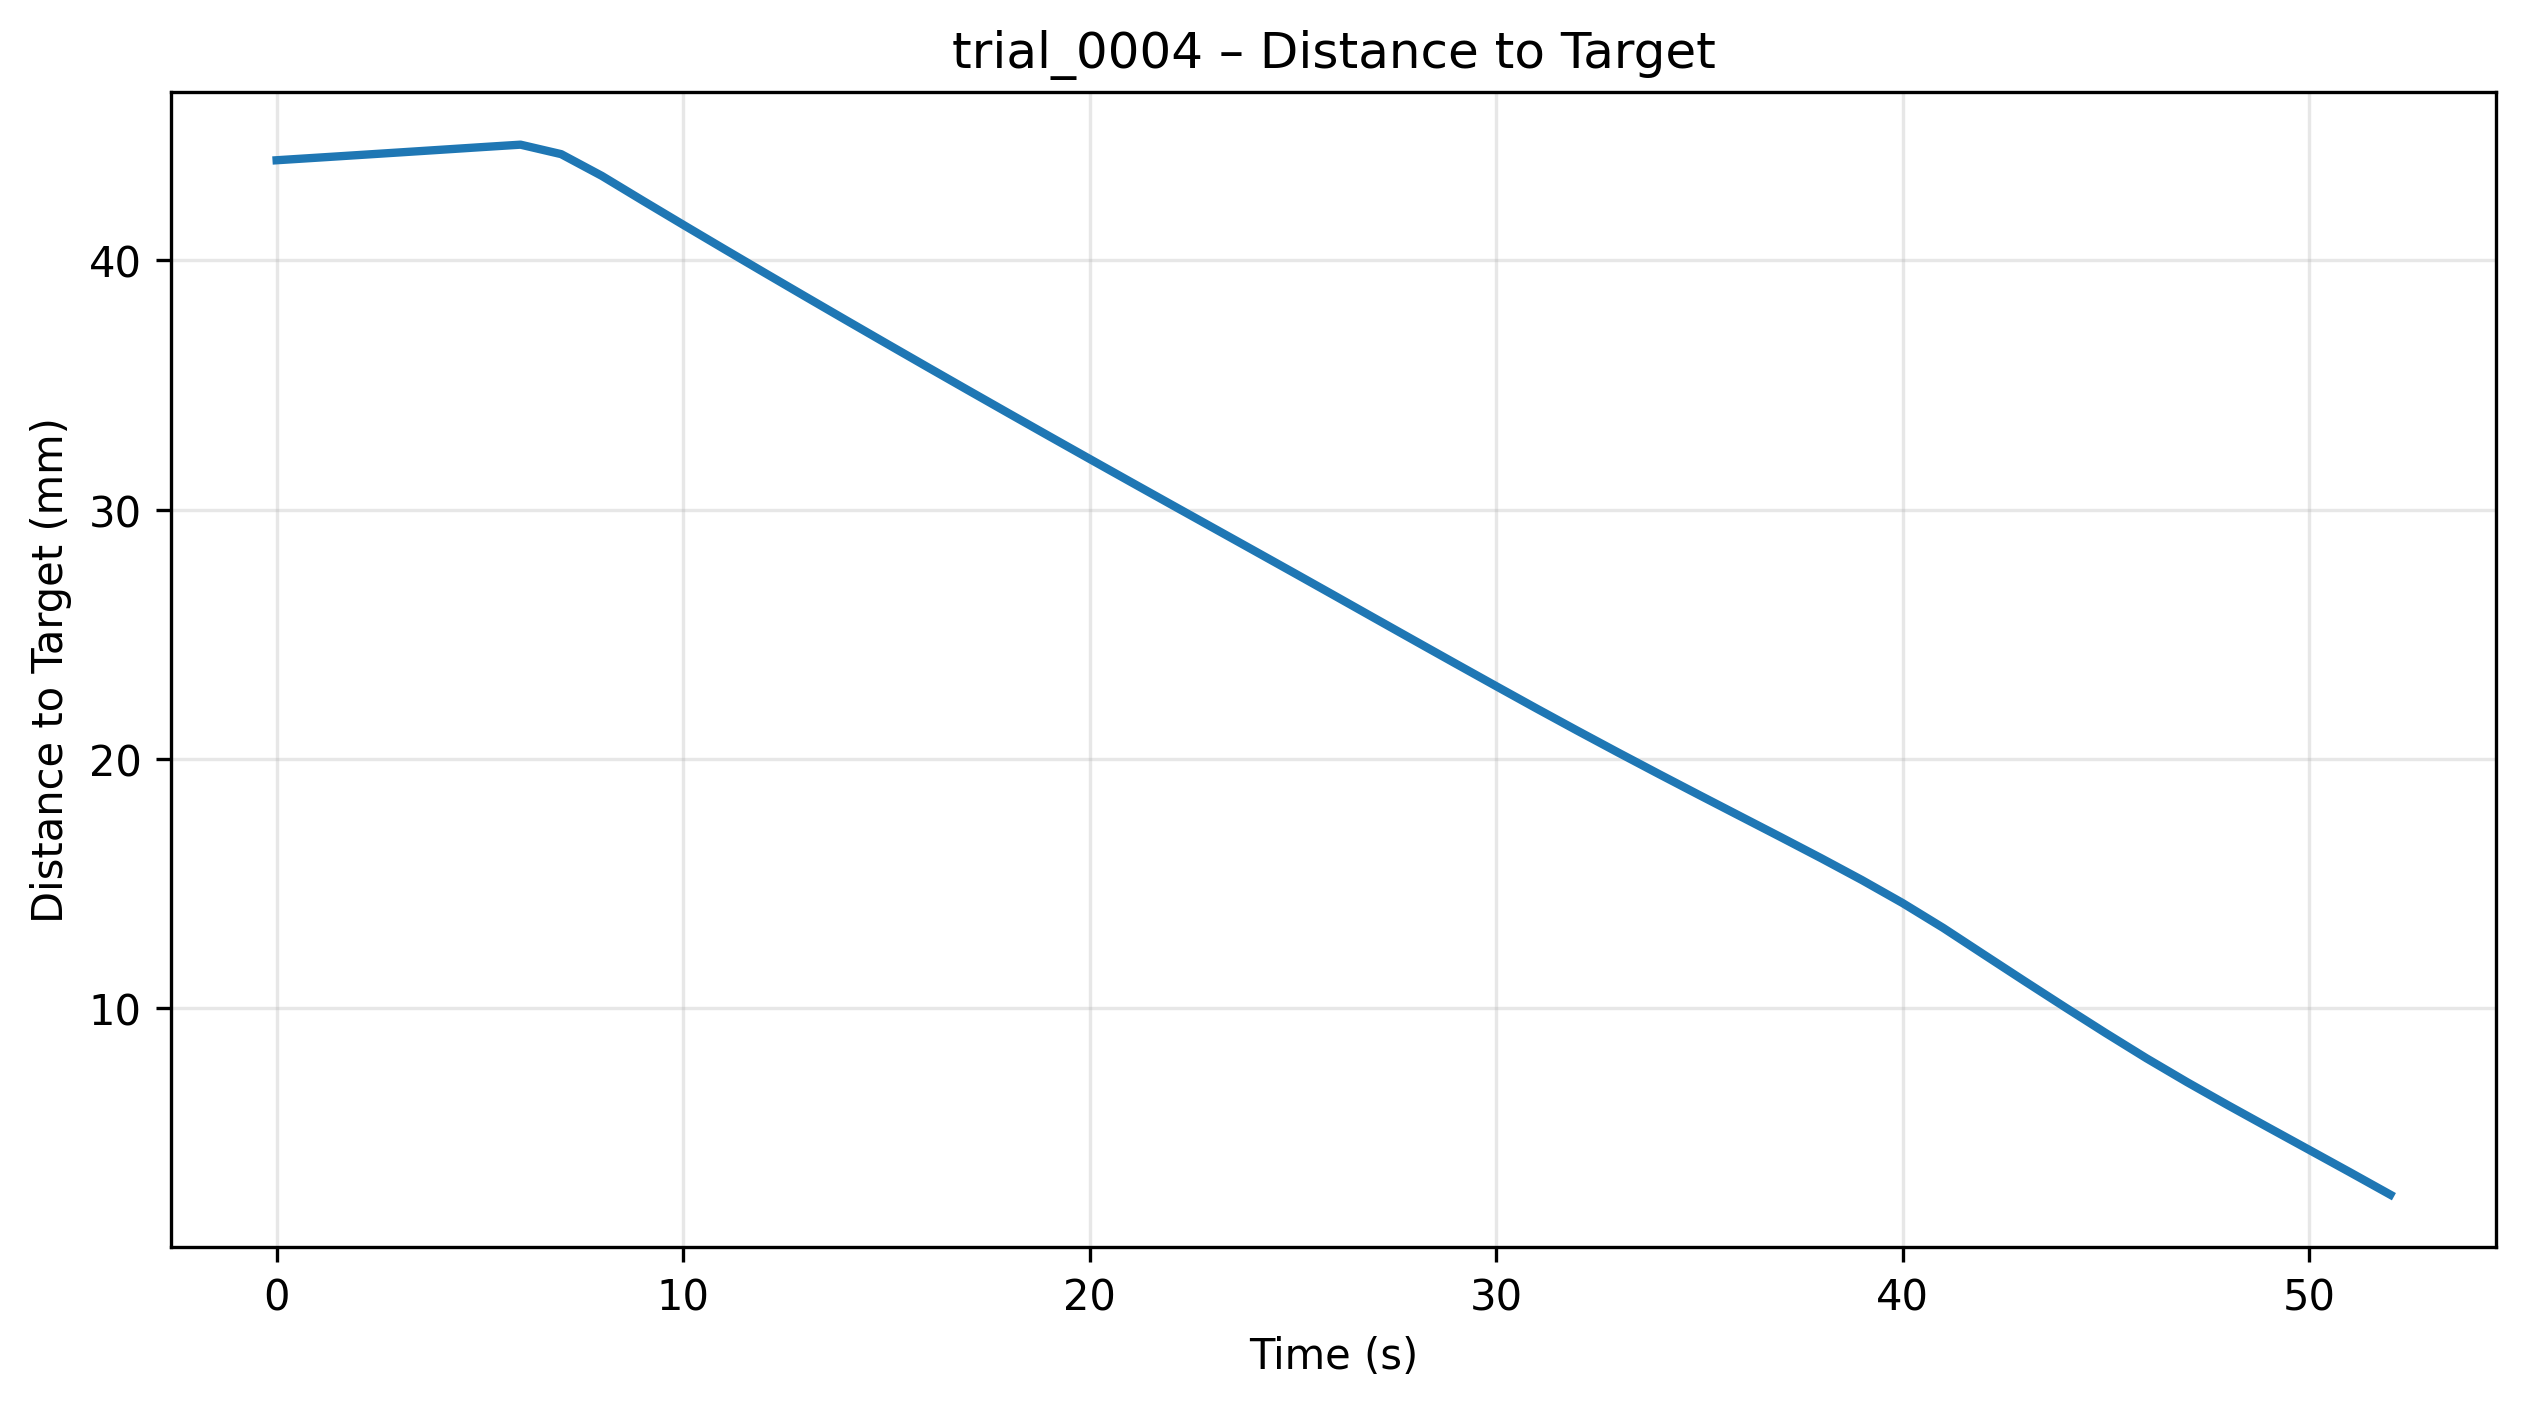 trial_0004 – Distance to Target
Distance to Target (mm)
40
30
20
10
0 10 20 30 40 50
Time (s)